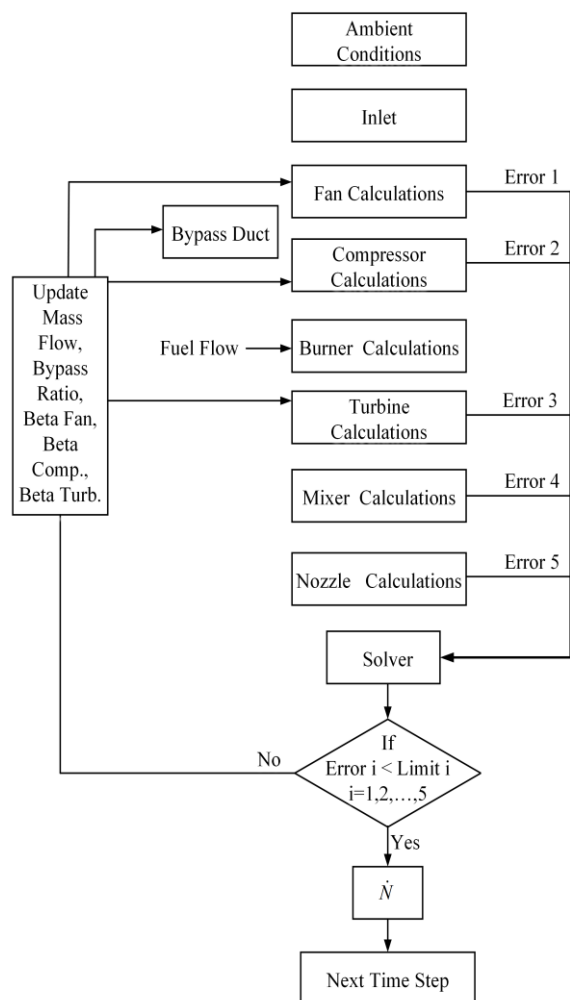 Ambient
Conditions
Inlet
Fan Calculations
Error 1
Bypass Duct
Compressor
Calculations
Error 2
Update
Mass
Flow,
Bypass
Ratio,
Beta Fan,
Beta
Comp.,
Beta Turb.
Fuel Flow
Burner Calculations
Turbine
Calculations
Error 3
Mixer Calculations
Error 4
Nozzle Calculations
Error 5
Solver
If
Error i < Limit i
i=1,2,...,5
No
Yes
Ṅ
Next Time Step